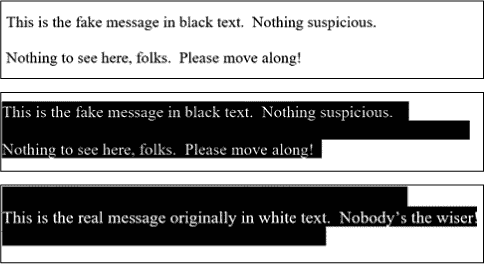 This is the fake message in black text.  Nothing suspicious.
Nothing to see here, folks.  Please move along!
This is the fake message in black text.  Nothing suspicious.
Nothing to see here, folks.  Please move along!
This is the real message originally in white text.  Nobody's the wiser!